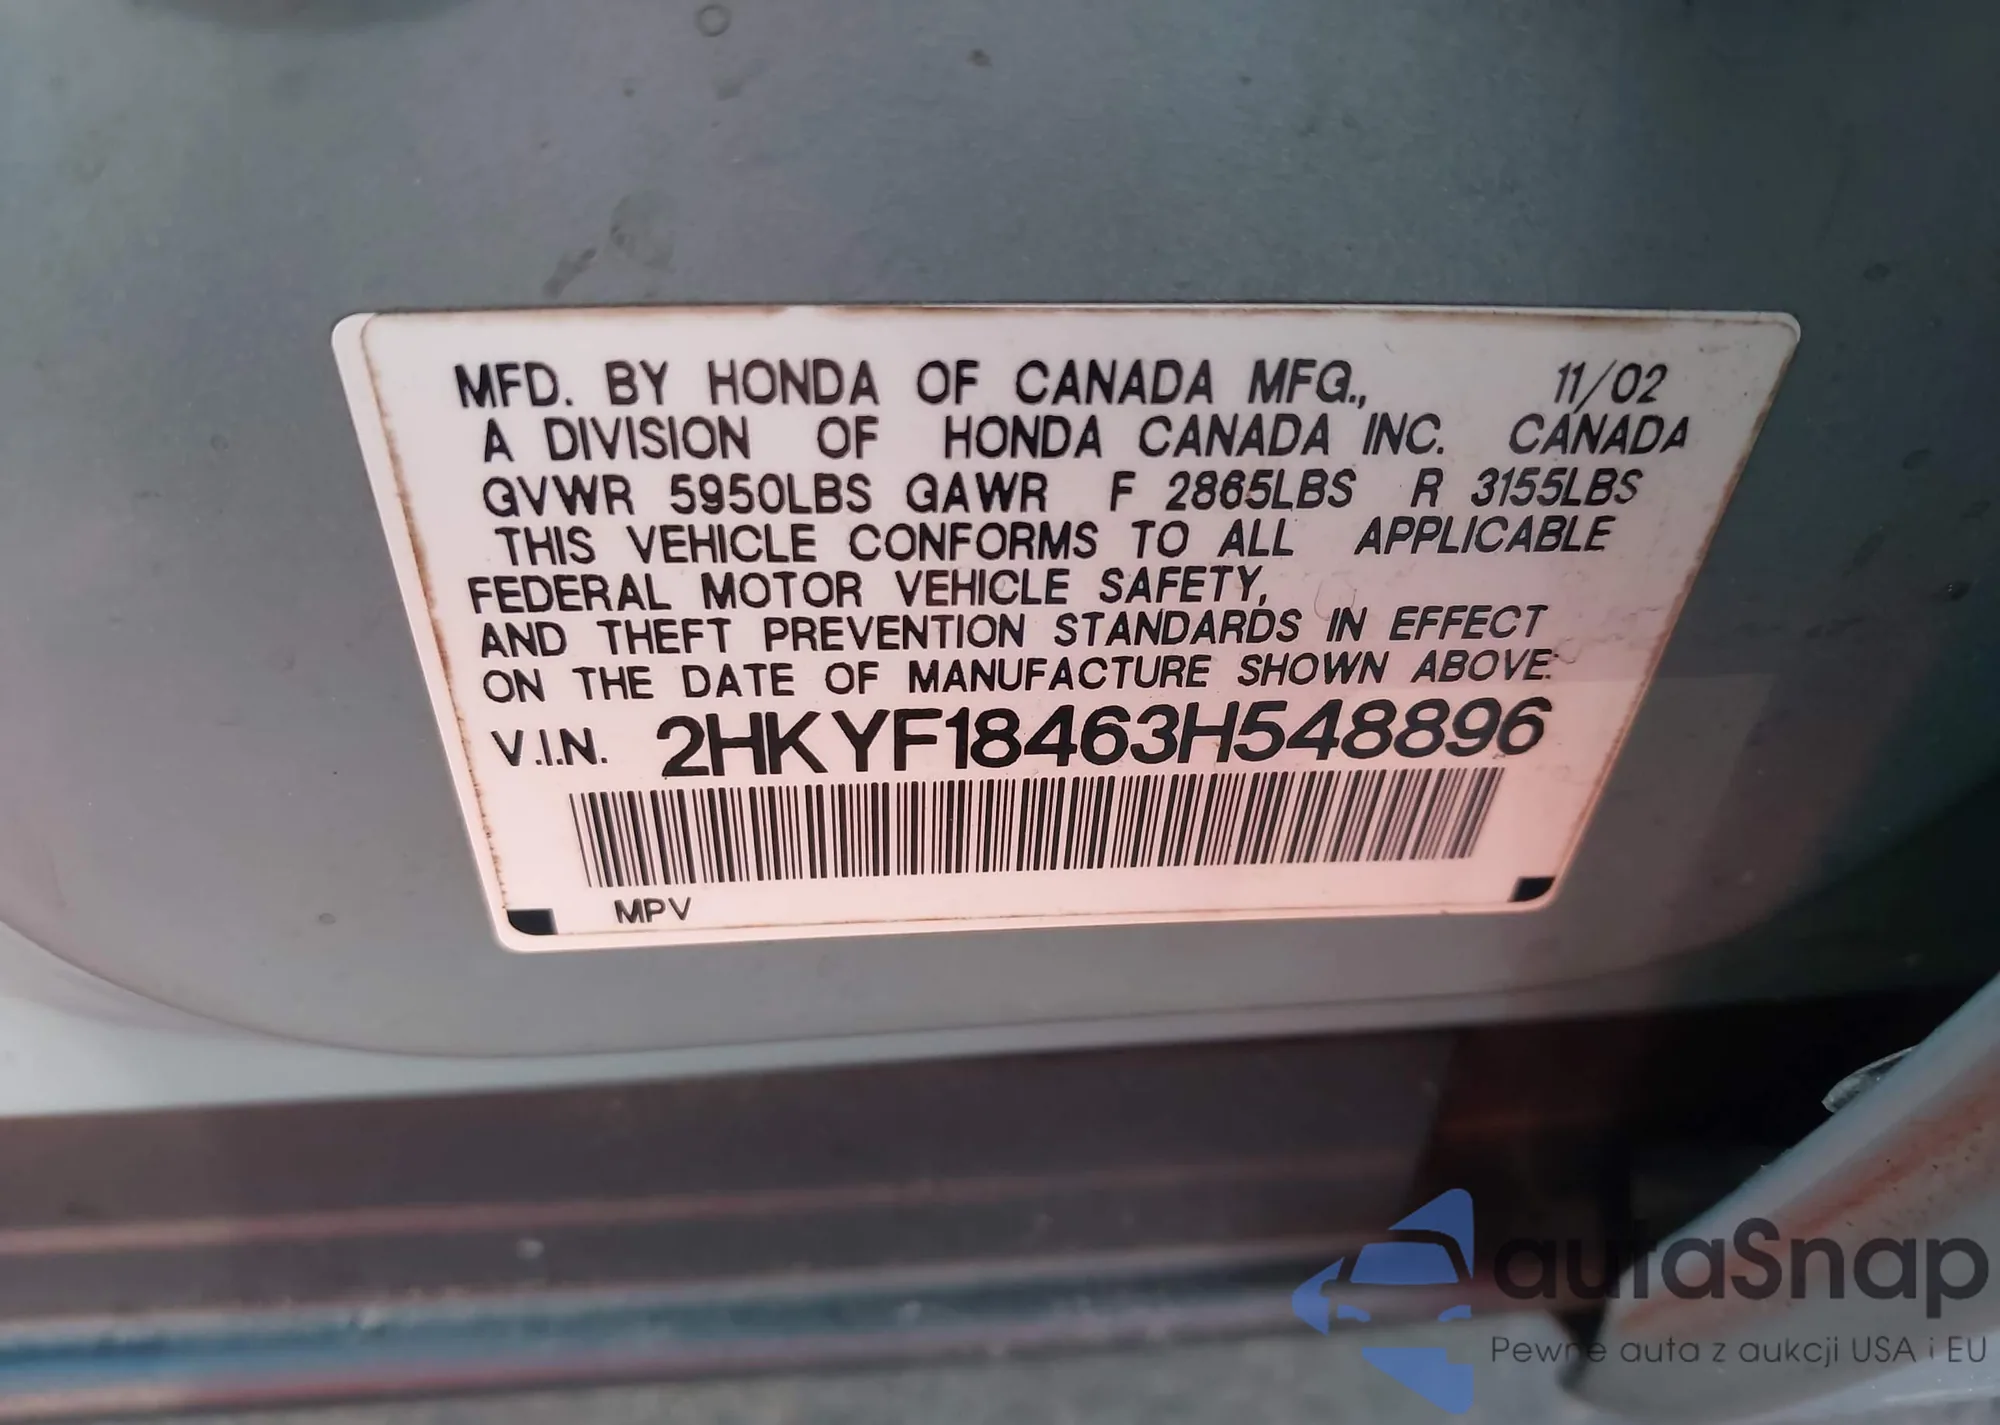 MFD. BY HONDA OF CANADA MFG., 11/02
A DIVISION OF HONDA CANADA INC. CANADA
GVWR 5950LBS GAWR F 2865LBS R 3155LBS
THIS VEHICLE CONFORMS TO ALL APPLICABLE
FEDERAL MOTOR VEHICLE SAFETY,
AND THEFT PREVENTION STANDARDS IN EFFECT
ON THE DATE OF MANUFACTURE SHOWN ABOVE:
V.I.N. 2HKYF18463H548896
MPV
autaSnap
Pewne auta z aukcji USA i EU